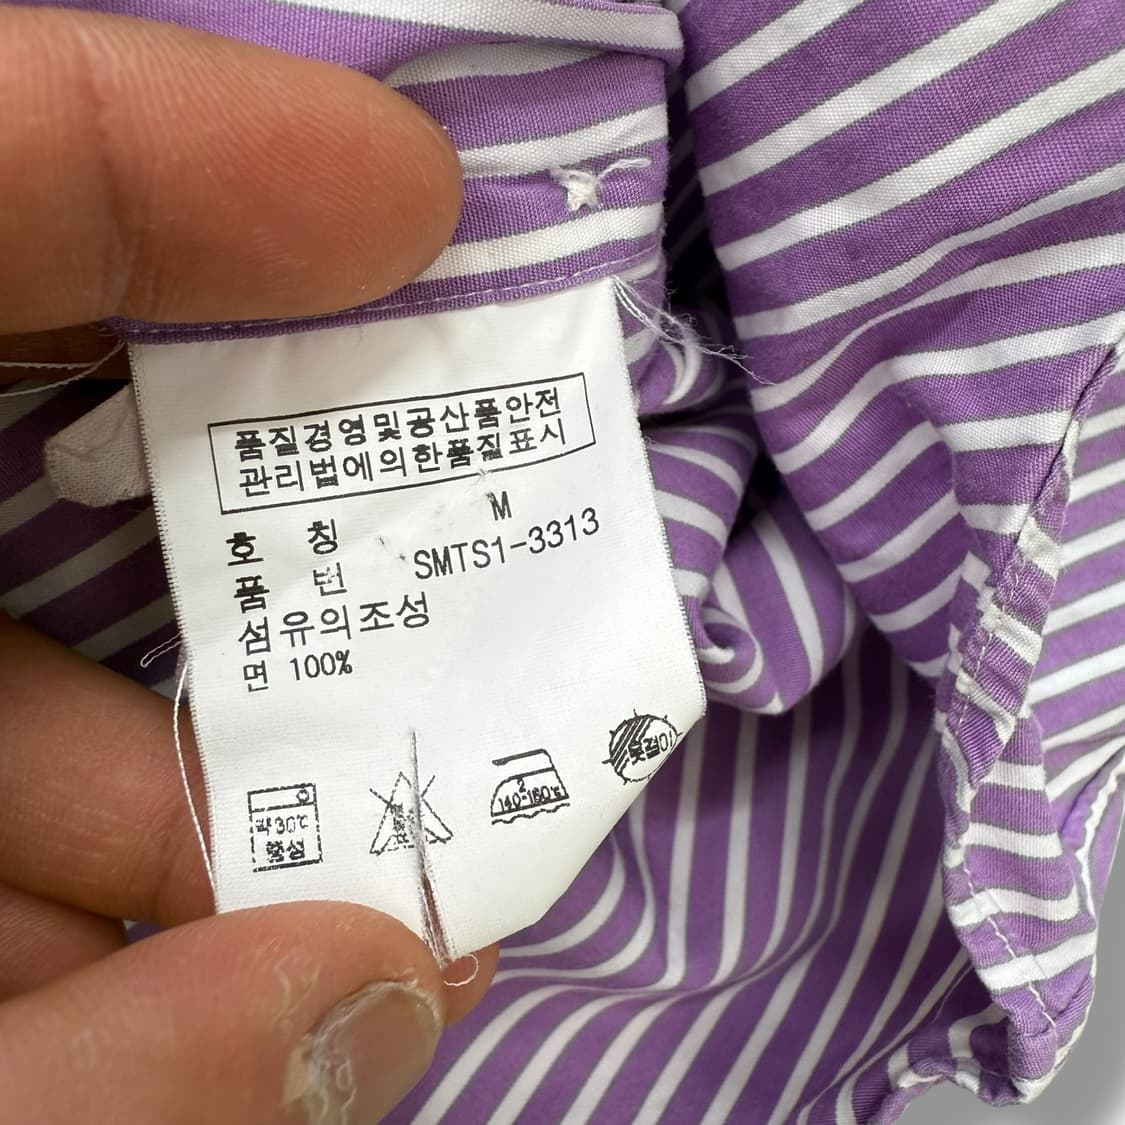 품질경영및공산품안전
관리법에의한품질표시
호 칭 M
품 번 SMTS1-3313
섬유의조성
면 100%
약30℃
중성
2
140-160℃
옷걸이